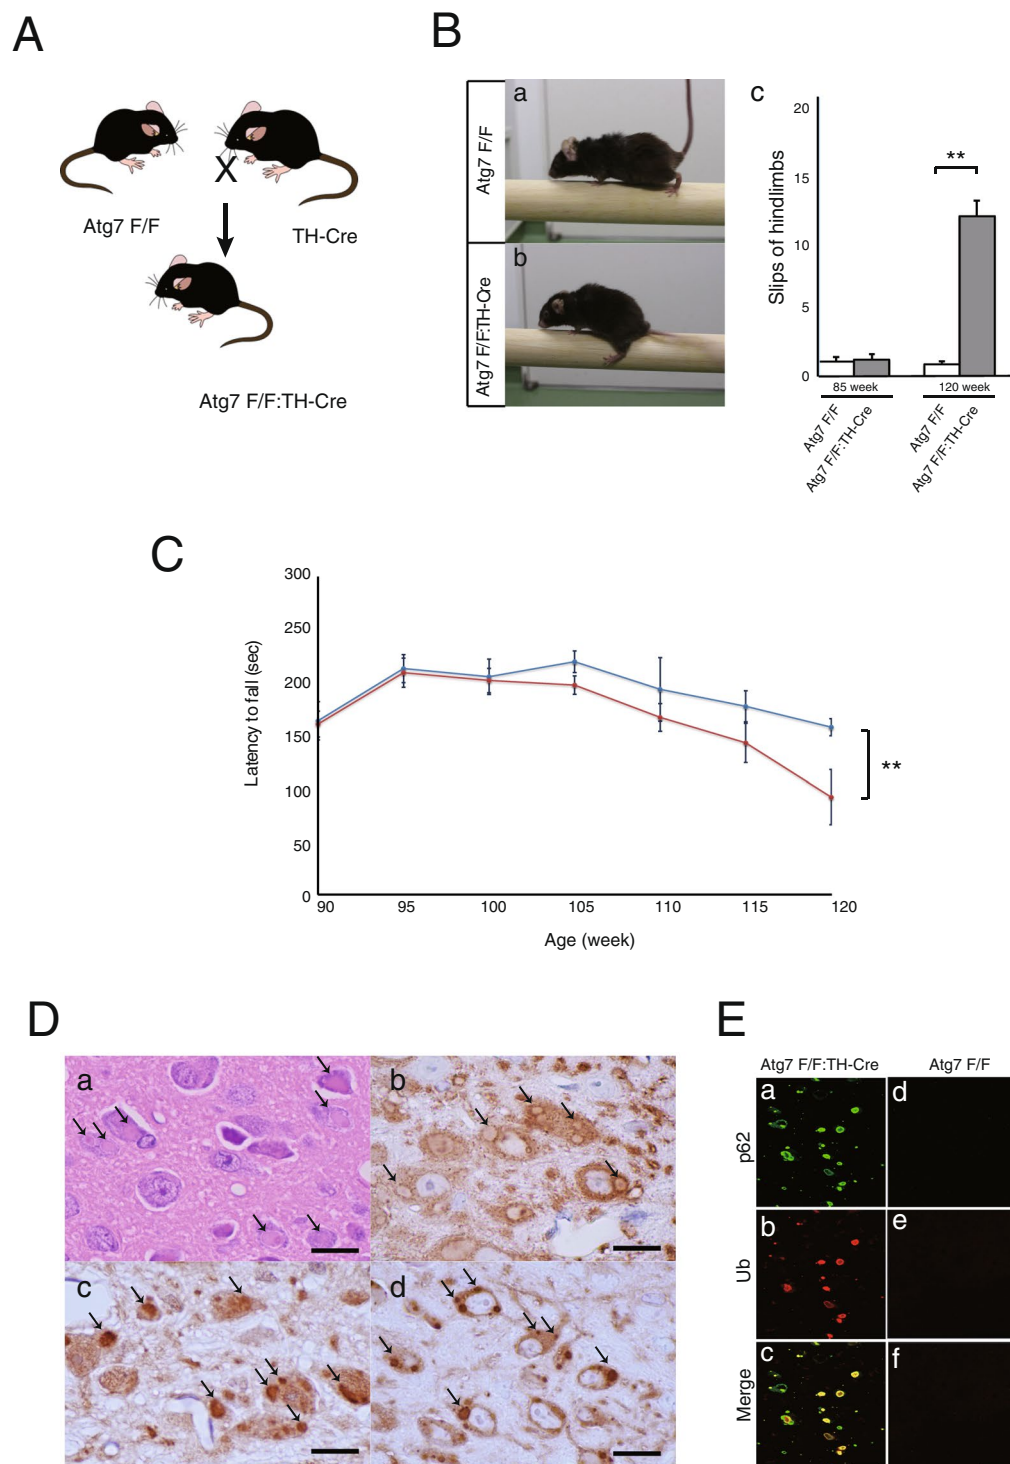 A
Atg7 F/F
X
TH-Cre
Atg7 F/F:TH-Cre
B
Atg7 F/F
a
Atg7 F/F:TH-Cre
b
c
Slips of hindlimbs
20
15
10
5
0
**
85 week
120 week
Atg7 F/F
Atg7 F/F:TH-Cre
Atg7 F/F
Atg7 F/F:TH-Cre
C
Latency to fall (sec)
300
250
200
150
100
50
0
90 95 100 105 110 115 120
Age (week)
**
D
a
b
c
d
E
Atg7 F/F:TH-Cre Atg7 F/F
p62
a
d
Ub
b
e
Merge
c
f